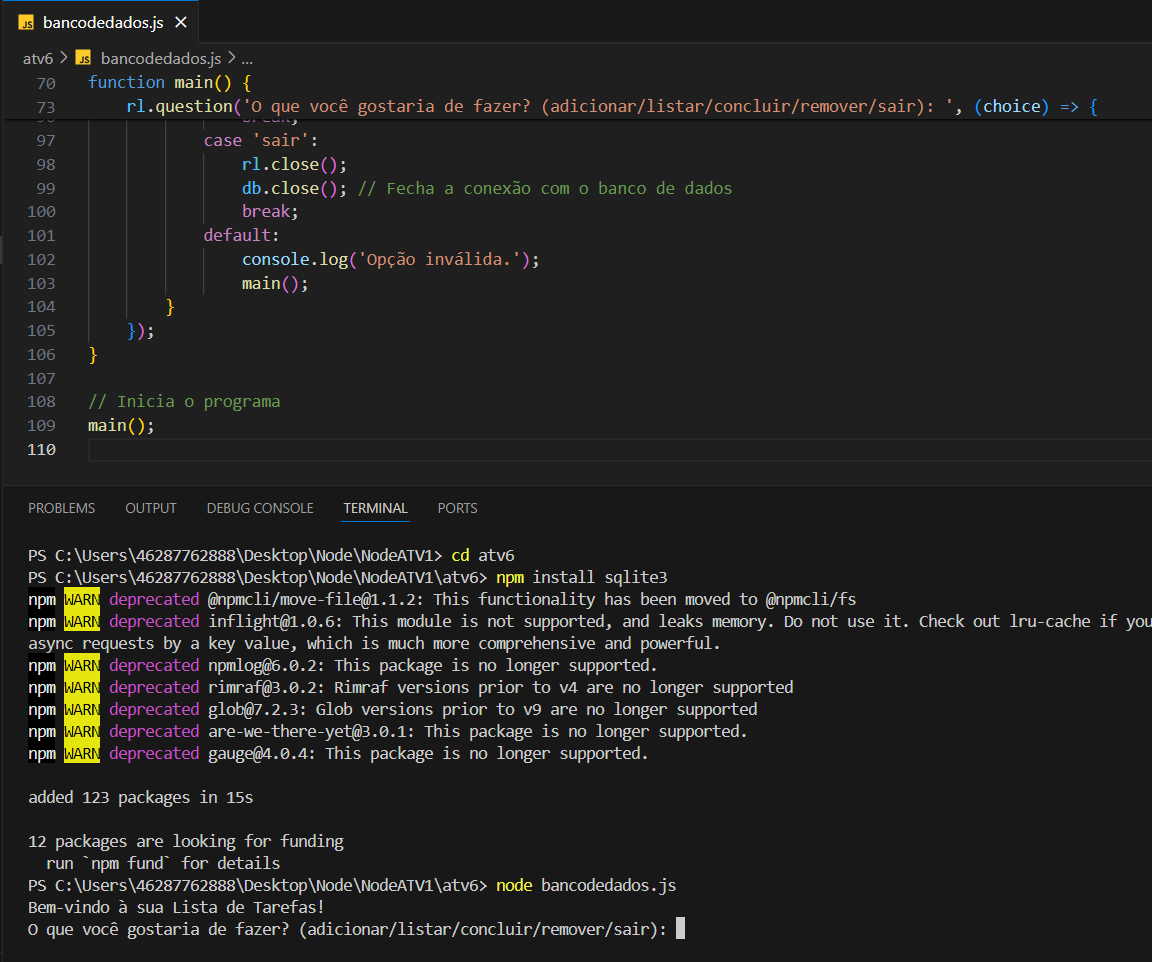 JS bancodedados.js
atv6 > JS bancodedados.js > ...
70 function main() {
73 rl.question('O que você gostaria de fazer? (adicionar/listar/concluir/remover/sair): ', (choice) => {
96 break;
97 case 'sair':
98 rl.close();
99 db.close(); // Fecha a conexão com o banco de dados
100 break;
101 default:
102 console.log('Opção inválida.');
103 main();
104 }
105 });
106 }
107
108 // Inicia o programa
109 main();
110
PROBLEMS OUTPUT DEBUG CONSOLE TERMINAL PORTS
PS C:\Users\46287762888\Desktop\Node\NodeATV1> cd atv6
PS C:\Users\46287762888\Desktop\Node\NodeATV1\atv6> npm install sqlite3
npm WARN deprecated @npmcli/move-file@1.1.2: This functionality has been moved to @npmcli/fs
npm WARN deprecated inflight@1.0.6: This module is not supported, and leaks memory. Do not use it. Check out lru-cache if you
async requests by a key value, which is much more comprehensive and powerful.
npm WARN deprecated npmlog@6.0.2: This package is no longer supported.
npm WARN deprecated rimraf@3.0.2: Rimraf versions prior to v4 are no longer supported
npm WARN deprecated glob@7.2.3: Glob versions prior to v9 are no longer supported
npm WARN deprecated are-we-there-yet@3.0.1: This package is no longer supported.
npm WARN deprecated gauge@4.0.4: This package is no longer supported.
added 123 packages in 15s
12 packages are looking for funding
run `npm fund` for details
PS C:\Users\46287762888\Desktop\Node\NodeATV1\atv6> node bancodedados.js
Bem-vindo à sua Lista de Tarefas!
O que você gostaria de fazer? (adicionar/listar/concluir/remover/sair):